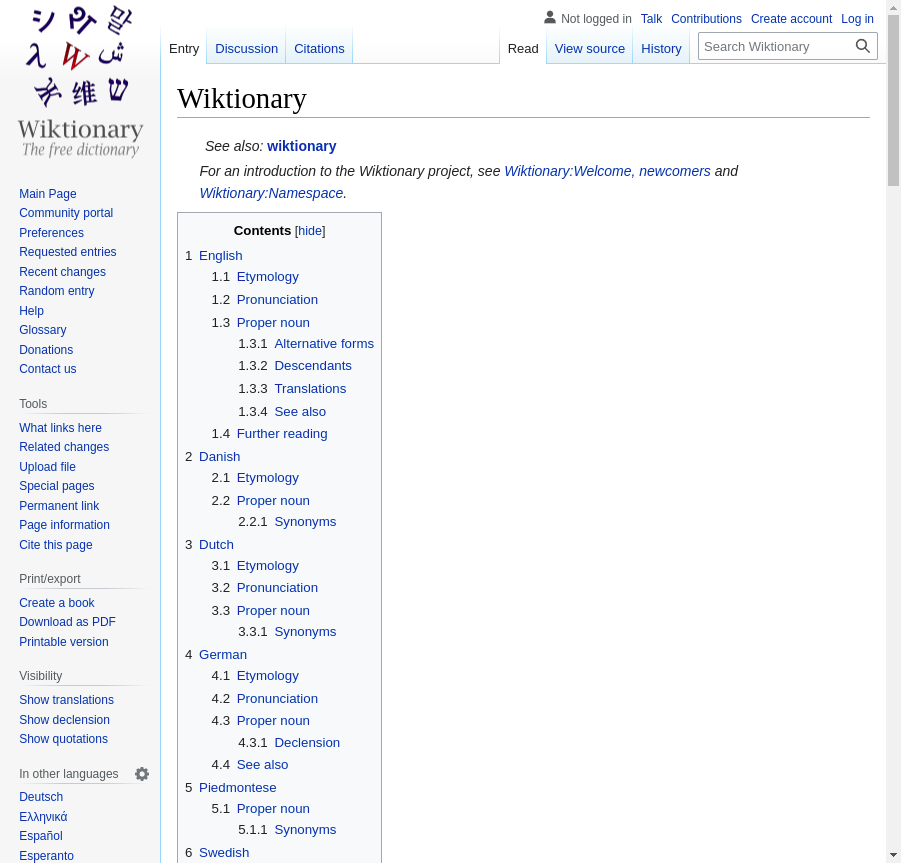 Not logged in Talk Contributions Create account Log in
Entry Discussion Citations Read View source History Search Wiktionary
Wiktionary
The free dictionary
Main Page
Community portal
Preferences
Requested entries
Recent changes
Random entry
Help
Glossary
Donations
Contact us
Tools
What links here
Related changes
Upload file
Special pages
Permanent link
Page information
Cite this page
Print/export
Create a book
Download as PDF
Printable version
Visibility
Show translations
Show declension
Show quotations
In other languages
Deutsch
Ελληνικά
Español
Esperanto
Wiktionary
See also: wiktionary
For an introduction to the Wiktionary project, see Wiktionary:Welcome, newcomers and
Wiktionary:Namespace.
Contents [hide]
1 English
1.1 Etymology
1.2 Pronunciation
1.3 Proper noun
1.3.1 Alternative forms
1.3.2 Descendants
1.3.3 Translations
1.3.4 See also
1.4 Further reading
2 Danish
2.1 Etymology
2.2 Proper noun
2.2.1 Synonyms
3 Dutch
3.1 Etymology
3.2 Pronunciation
3.3 Proper noun
3.3.1 Synonyms
4 German
4.1 Etymology
4.2 Pronunciation
4.3 Proper noun
4.3.1 Declension
4.4 See also
5 Piedmontese
5.1 Proper noun
5.1.1 Synonyms
6 Swedish